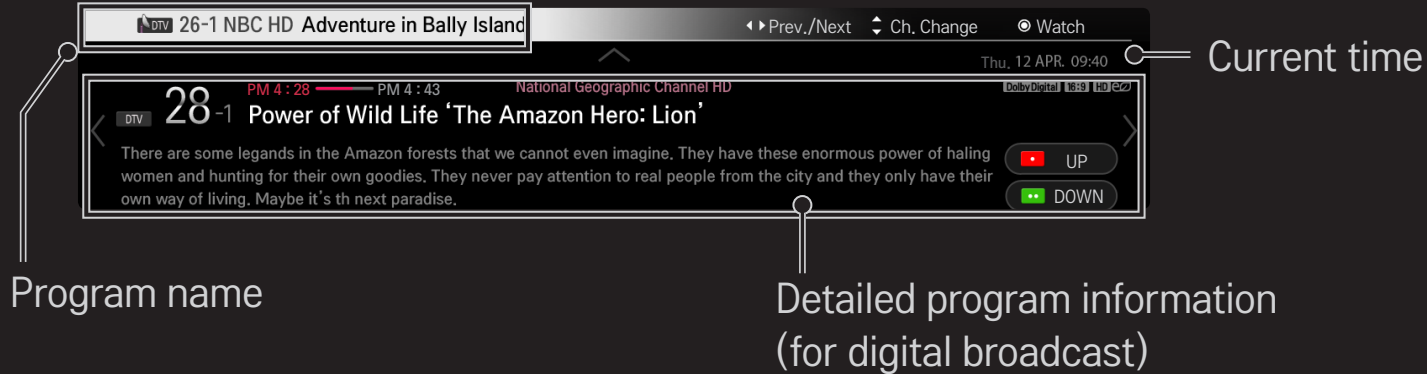 DTV 26-1 NBC HD Adventure in Bally Island
Prev./Next Ch. Change Watch
Thu, 12 APR. 09:40
Current time
PM 4 : 28 PM 4 : 43 National Geographic Channel HD
Dolby Digital 16:9 HD
DTV 28-1 Power of Wild Life ‘The Amazon Hero: Lion’
There are some legands in the Amazon forests that we cannot even imagine. They have these enormous power of haling
women and hunting for their own goodies. They never pay attention to real people from the city and they only have their
own way of living. Maybe it’s th next paradise.
UP
DOWN
Program name
Detailed program information
(for digital broadcast)